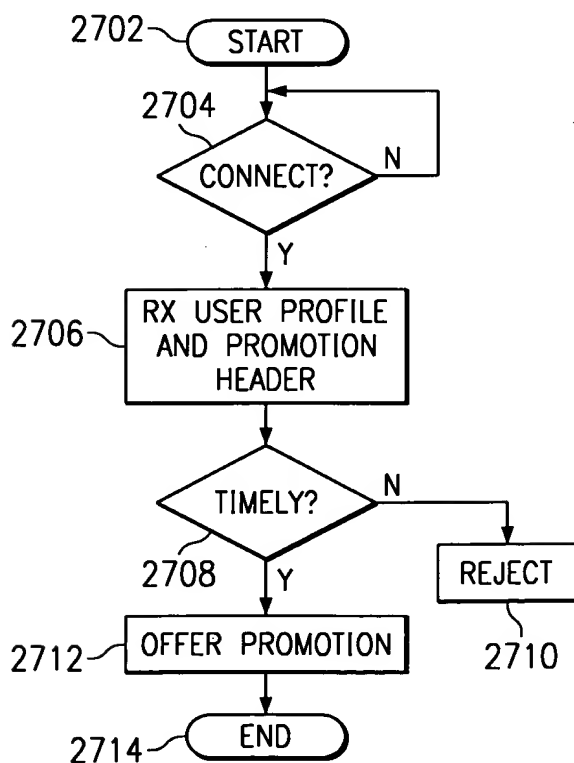 2702
START
2704
CONNECT?
N
Y
2706
RX USER PROFILE
AND PROMOTION
HEADER
TIMELY?
N
2708
Y
REJECT
2710
2712
OFFER PROMOTION
END
2714